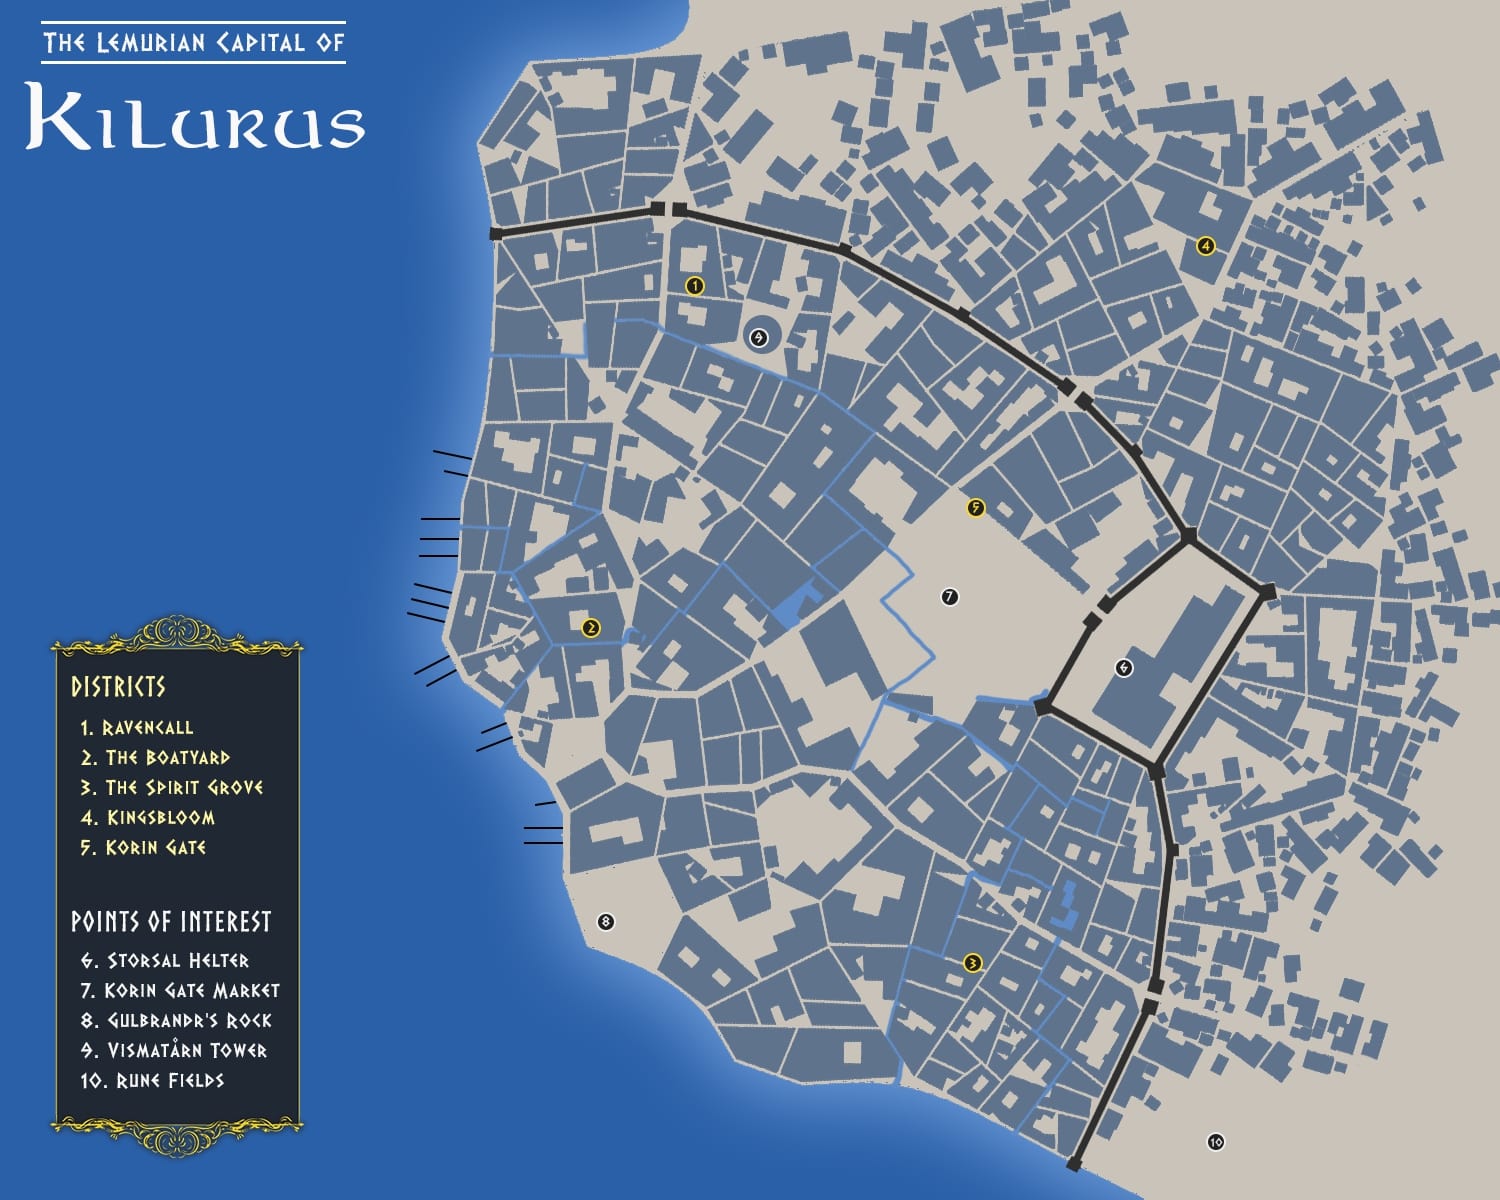 The Lemurian Capital of
Kilurus
Districts
1. Ravencall
2. The Boatyard
3. The Spirit Grove
4. Kingsbloom
5. Korin Gate
Points of Interest
6. Storsal Helter
7. Korin Gate Market
8. Gulbrandr's Rock
9. Vismatårn Tower
10. Rune Fields
4
1
9
5
7
2
6
8
3
10